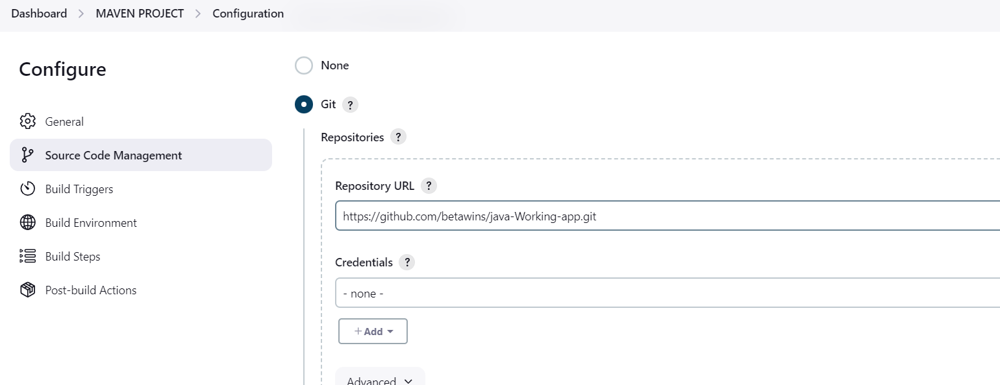 Dashboard > MAVEN PROJECT > Configuration
Configure
General
Source Code Management
Build Triggers
Build Environment
Build Steps
Post-build Actions
None
Git ?
Repositories ?
Repository URL ?
https://github.com/betawins/java-Working-app.git
Credentials ?
- none -
+ Add
Advanced